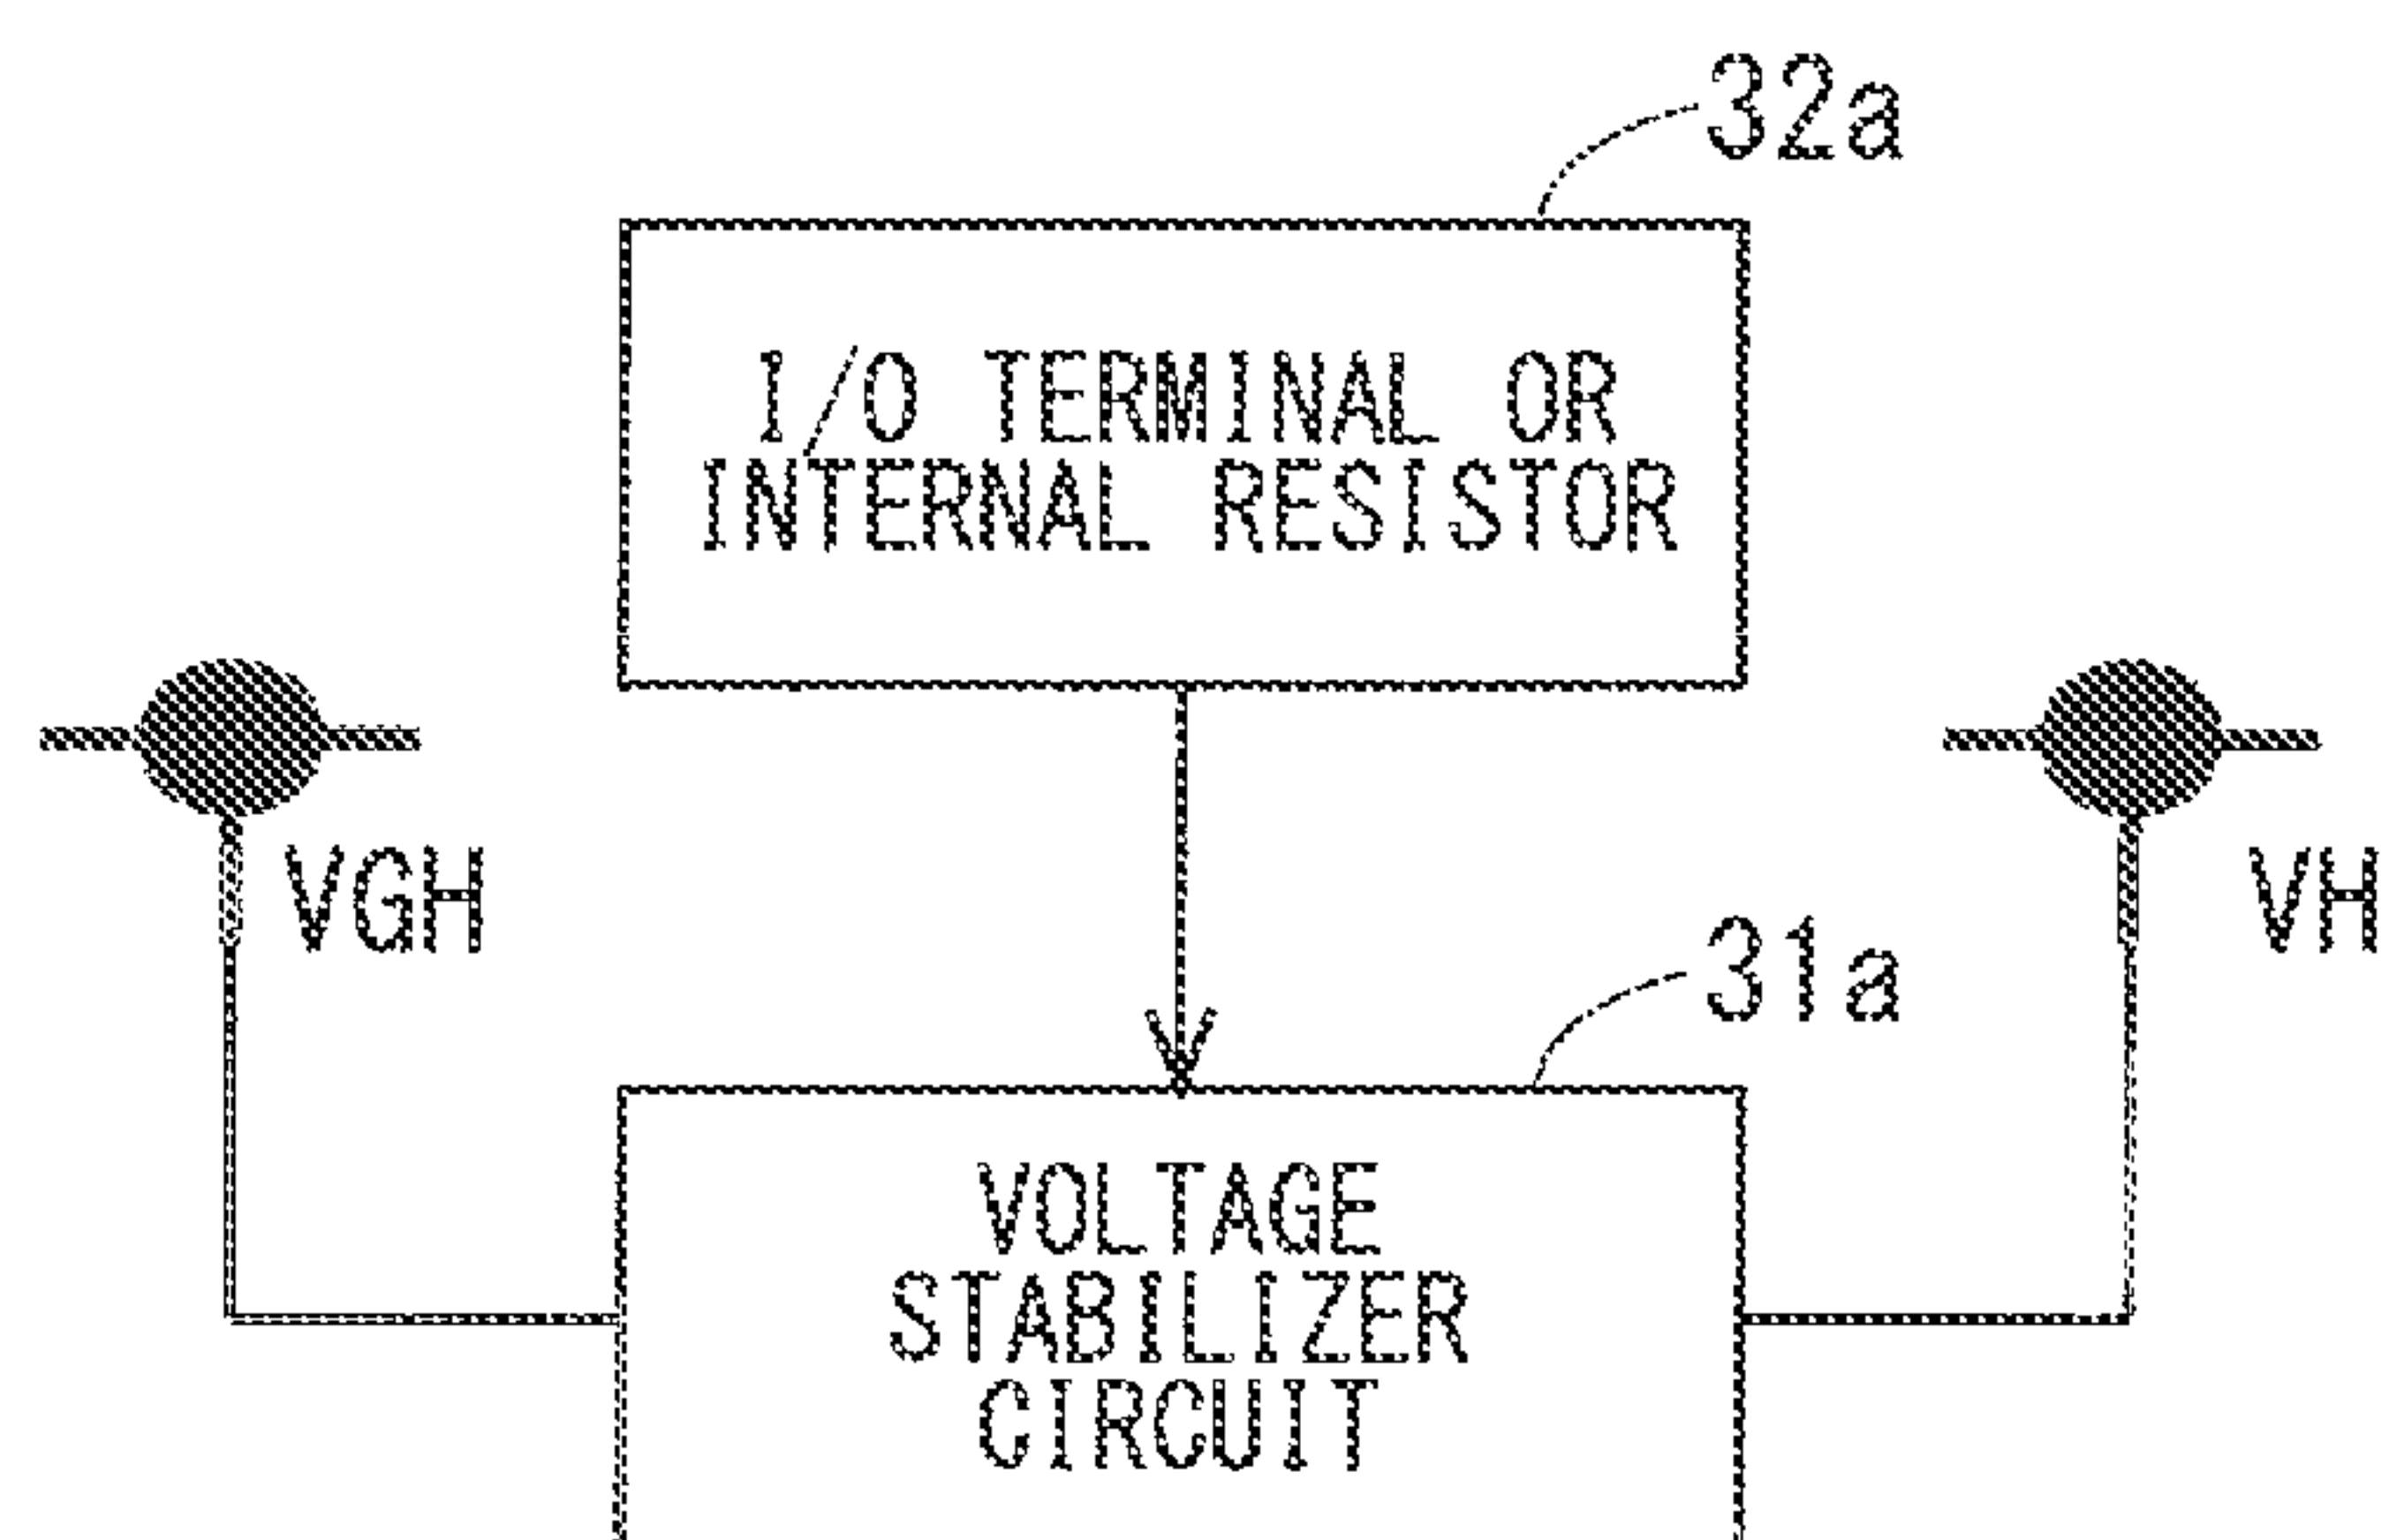 32a
I/O TERMINAL OR
INTERNAL RESISTOR
VGH
VH
31a
VOLTAGE
STABILIZER
CIRCUIT